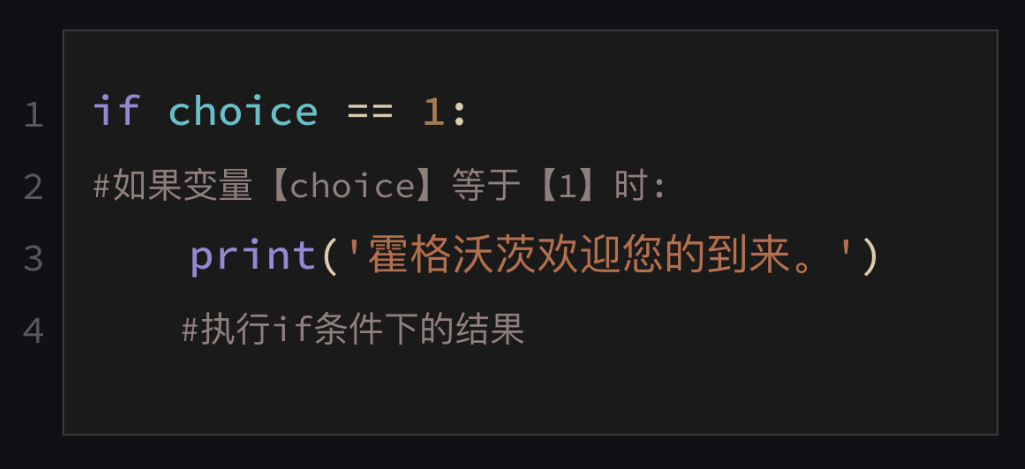 1 if choice == 1:
2 #如果变量【choice】等于【1】时:
3 print('霍格沃茨欢迎您的到来。')
4 #执行if条件下的结果